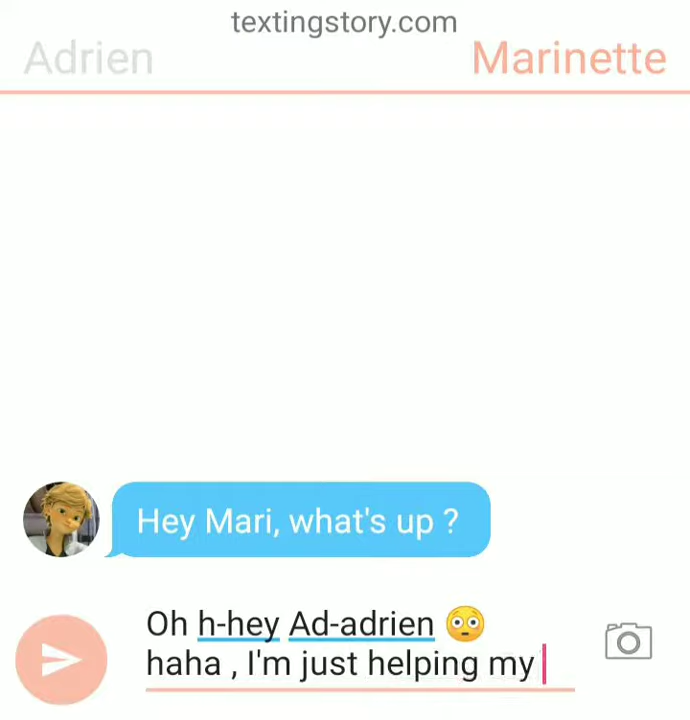 textingstory.com
Adrien
Marinette
Hey Mari, what's up ?
Oh h-hey Ad-adrien 😳
haha , I'm just helping my